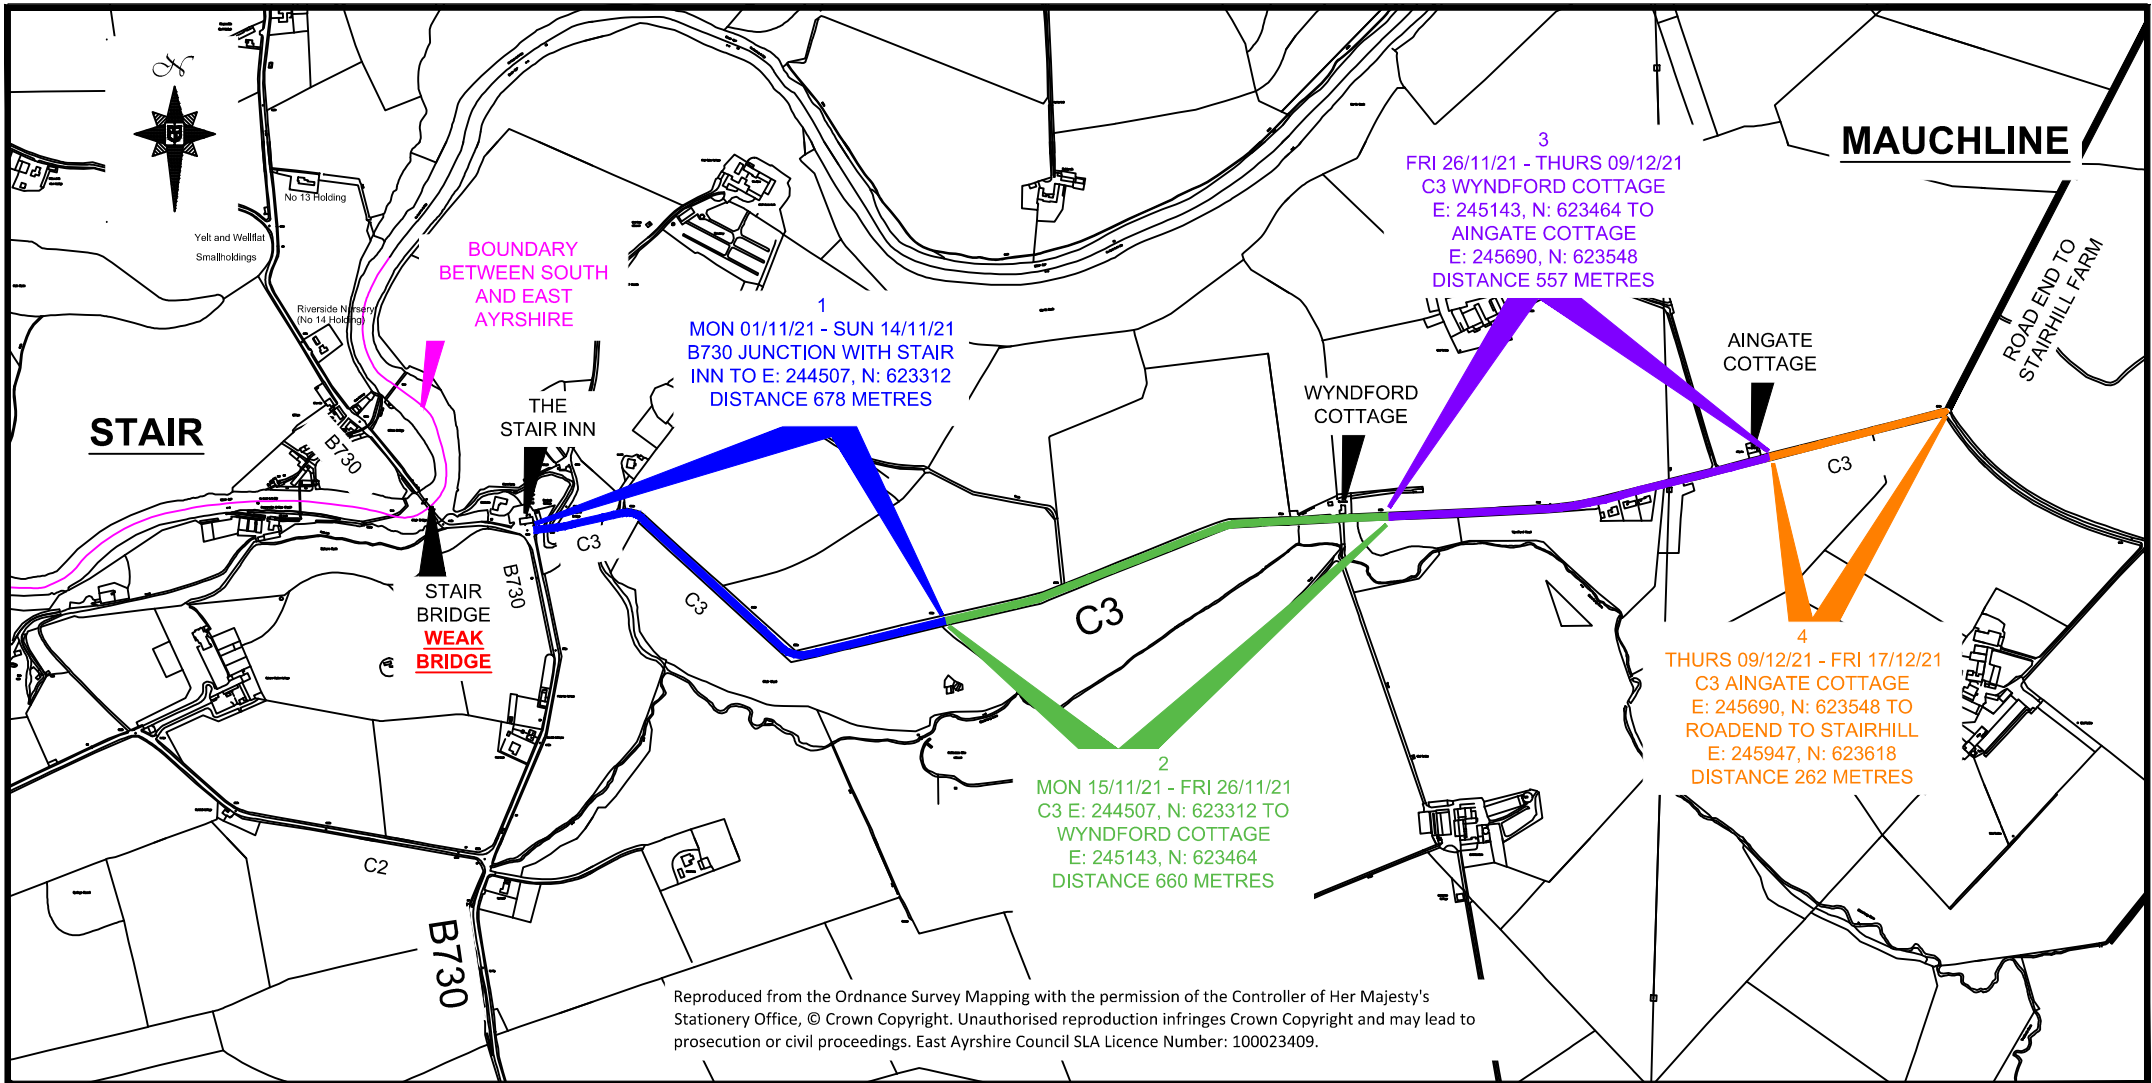 N
MAUCHLINE
3
FRI 26/11/21 - THURS 09/12/21
C3 WYNDFORD COTTAGE
E: 245143, N: 623464 TO
AINGATE COTTAGE
E: 245690, N: 623548
DISTANCE 557 METRES
No 13 Holding
Yelt and Wellflat
Smallholdings
BOUNDARY
BETWEEN SOUTH
AND EAST
AYRSHIRE
Riverside Nursery
(No 14 Holding)
1
MON 01/11/21 - SUN 14/11/21
B730 JUNCTION WITH STAIR
INN TO E: 244507, N: 623312
DISTANCE 678 METRES
ROAD END TO
STAIRHILL FARM
AINGATE
COTTAGE
WYNDFORD
COTTAGE
THE
STAIR INN
STAIR
B730
C3
C3
B730
C3
C3
STAIR
BRIDGE
WEAK
BRIDGE
4
THURS 09/12/21 - FRI 17/12/21
C3 AINGATE COTTAGE
E: 245690, N: 623548 TO
ROADEND TO STAIRHILL
E: 245947, N: 623618
DISTANCE 262 METRES
2
MON 15/11/21 - FRI 26/11/21
C3 E: 244507, N: 623312 TO
WYNDFORD COTTAGE
E: 245143, N: 623464
DISTANCE 660 METRES
C2
B730
Reproduced from the Ordnance Survey Mapping with the permission of the Controller of Her Majesty's
Stationery Office, © Crown Copyright. Unauthorised reproduction infringes Crown Copyright and may lead to
prosecution or civil proceedings. East Ayrshire Council SLA Licence Number: 100023409.